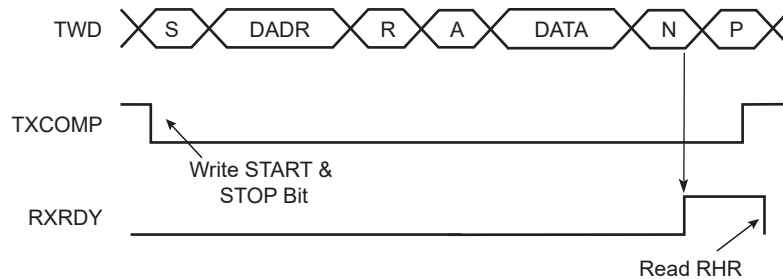 TWD S DADR R A DATA N P
TXCOMP
Write START &
STOP Bit
RXRDY
Read RHR